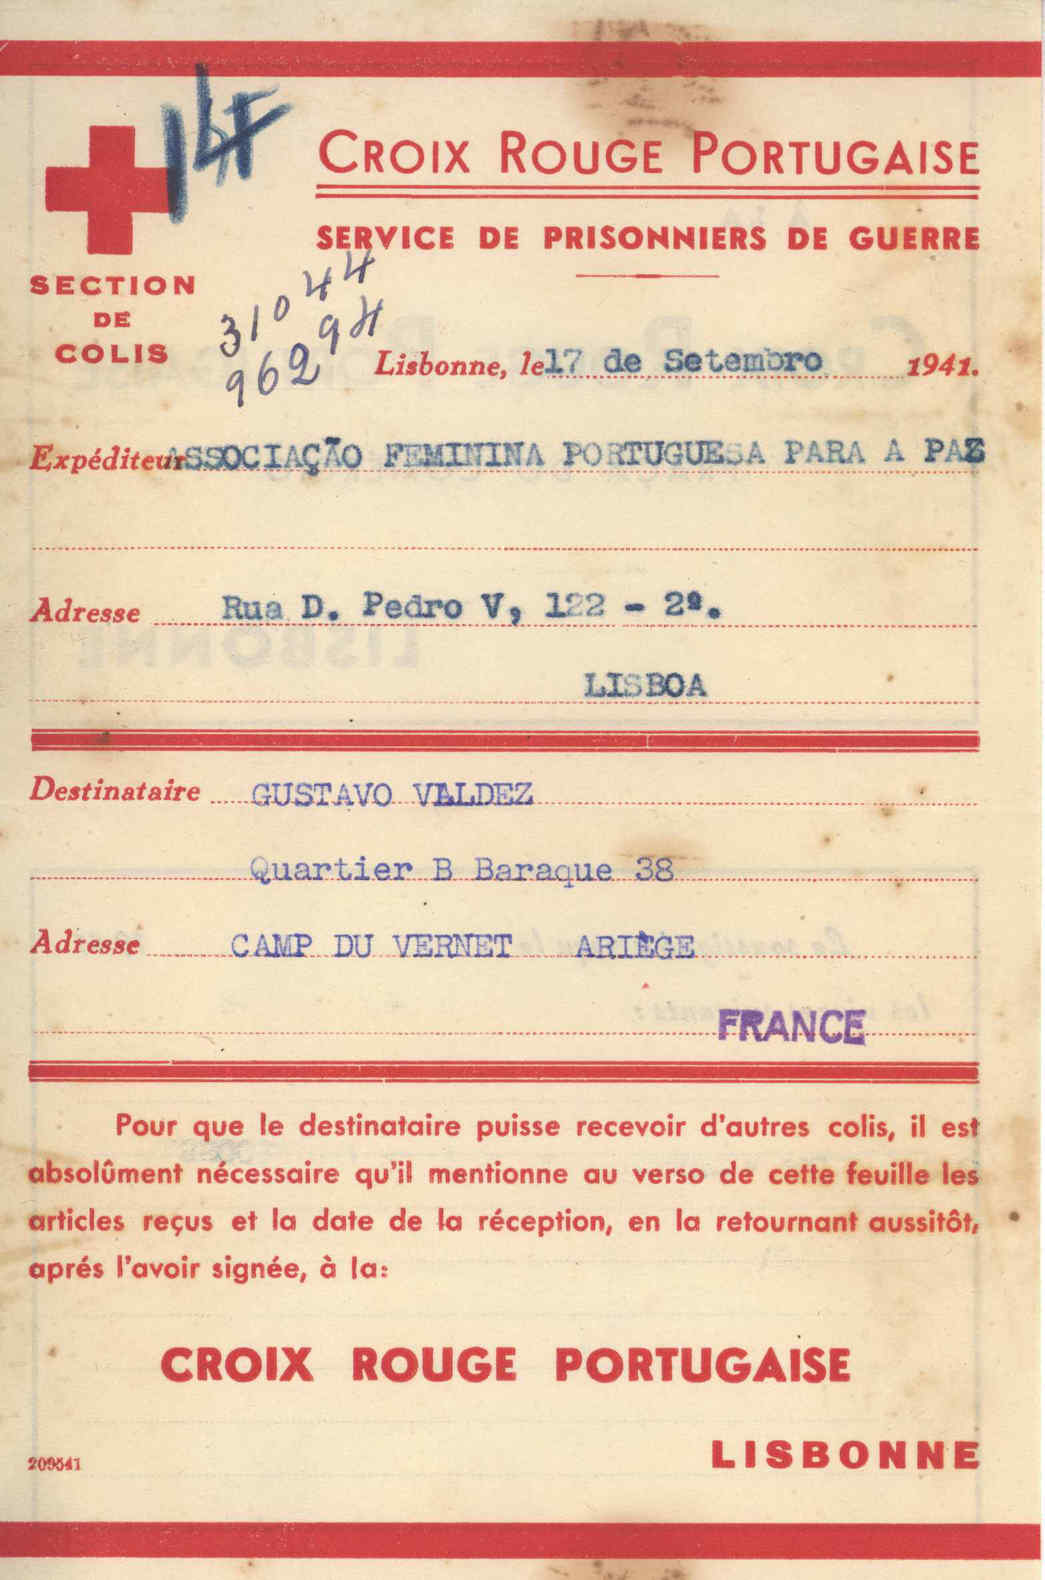 CROIX ROUGE PORTUGAISE
SERVICE DE PRISONNIERS DE GUERRE
SECTION
DE
COLIS
31044
96294
Lisbonne, le 17 de Setembro 1941.
Expéditeur ASSOCIAÇÃO FEMININA PORTUGUESA PARA A PAZ
Adresse Rua D. Pedro V, 122 - 2º.
LISBOA
Destinataire GUSTAVO VALDEZ
Quartier B Baraque 38
Adresse CAMP DU VERNET ARIÈGE
FRANCE
Pour que le destinataire puisse recevoir d'autres colis, il est
absolûment nécessaire qu'il mentionne au verso de cette feuille les
articles reçus et la date de la réception, en la retournant aussitôt,
aprés l'avoir signée, à la:
CROIX ROUGE PORTUGAISE
LISBONNE
209541